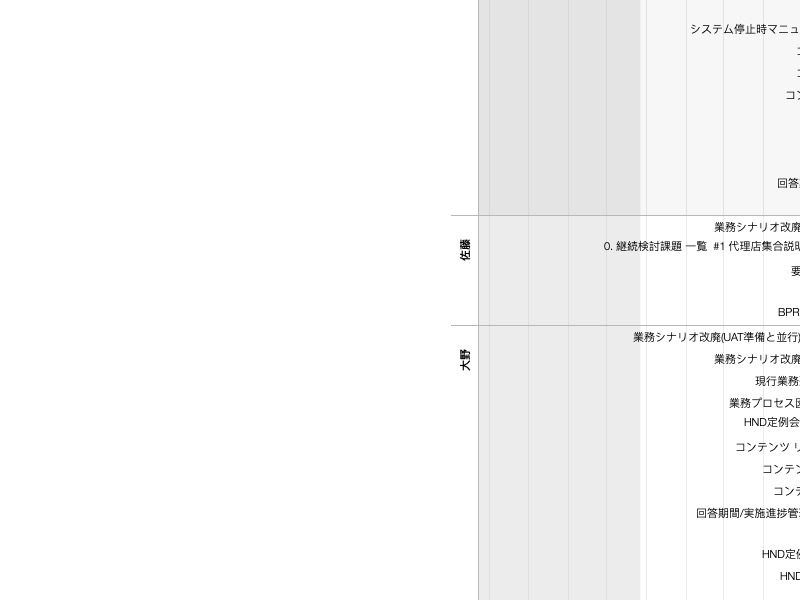 システム停止時マニュ
コン
回答
佐藤
業務シナリオ改廃
0. 継続検討課題 一覧 #1 代理店集合説明
要
BPR
大野
業務シナリオ改廃(UAT準備と並行)
業務シナリオ改廃
現行業務
業務プロセス図
HND定例会
コンテンツ リ
コンテン
コンテ
回答期間/実施進捗管理
HND定例
HND